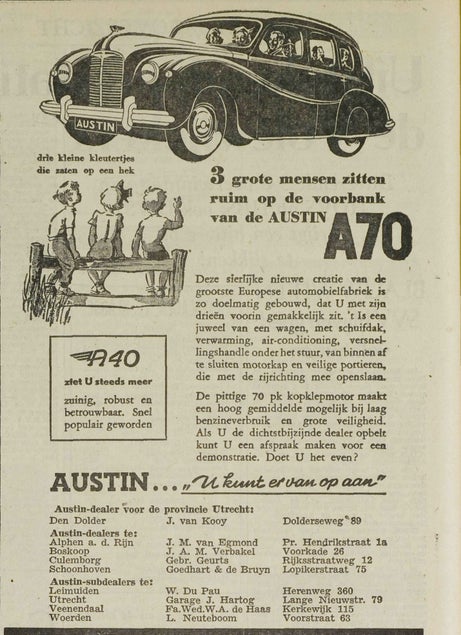 AUSTIN
drie kleine kleutertjes
die zaten op een hek
3 grote mensen zitten
ruim op de voorbank
van de AUSTIN A70
Deze sierlijke nieuwe creatie van de
grootste Europese automobielfabriek is
zo doelmatig gebouwd, dat U met zijn
drieën voorin gemakkelijk zit. 't Is een
juweel van een wagen, met schuifdak,
verwarming, air-conditioning, versnel-
lingshandle onder het stuur, van binnen af
te sluiten motorkap en veilige portieren,
die met de rijrichting mee openslaan.
De pittige 70 pk kopklepmotor maakt
een hoog gemiddelde mogelijk bij laag
benzineverbruik en grote veiligheid.
Als U de dichtstbijzijnde dealer opbelt
kunt U een afspraak maken voor een
demonstratie. Doet U het even?
A40
ziet U steeds meer
zuinig, robust en
betrouwbaar. Snel
populair geworden
AUSTIN... „U kunt ervan op aan"
Austin-dealer voor de provincie Utrecht:
Den Dolder J. van Kooy Dolderseweg 89
Austin-dealers te:
Alphen a. d. Rijn J. M. van Egmond Pr. Hendrikstraat 1a
Boskoop J. A. M. Verbakel Voorkade 26
Culemborg Gebr. Geurts Rijksstraatweg 12
Schoonhoven Goedhart & de Bruyn Lopikerstraat 75
Austin-subdealers te:
Leimuiden W. Du Pau Herenweg 360
Utrecht Garage J. Hartog Lange Nieuwstr. 79
Veenendaal Fa.Wed.W.A. de Haas Kerkewijk 115
Woerden L. Neuteboom Voorstraat 63